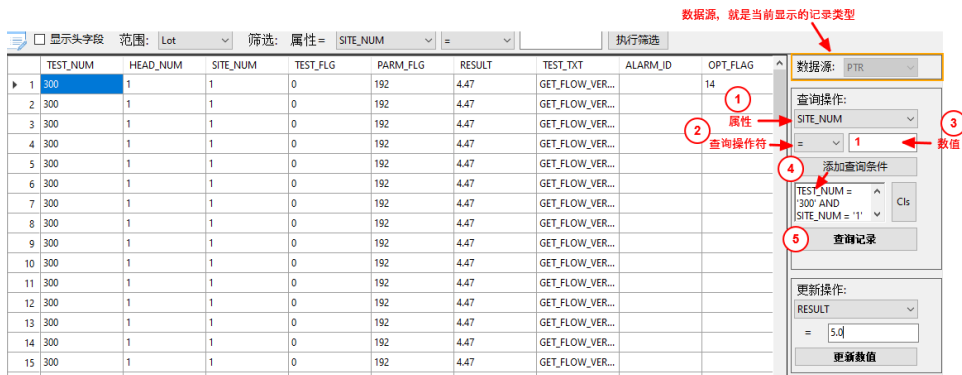 数据源，就是当前显示的记录类型
显示头字段 范围: Lot 筛选: 属性= SITE_NUM = 执行筛选
TEST_NUM HEAD_NUM SITE_NUM TEST_FLG PARM_FLG RESULT TEST_TXT ALARM_ID OPT_FLAG
1 300 1 1 0 192 4.47 GET_FLOW_VER... 14
2 300 1 1 0 192 4.47 GET_FLOW_VER...
3 300 1 1 0 192 4.47 GET_FLOW_VER...
4 300 1 1 0 192 4.47 GET_FLOW_VER...
5 300 1 1 0 192 4.47 GET_FLOW_VER...
6 300 1 1 0 192 4.47 GET_FLOW_VER...
7 300 1 1 0 192 4.47 GET_FLOW_VER...
8 300 1 1 0 192 4.47 GET_FLOW_VER...
9 300 1 1 0 192 4.47 GET_FLOW_VER...
10 300 1 1 0 192 4.47 GET_FLOW_VER...
11 300 1 1 0 192 4.47 GET_FLOW_VER...
12 300 1 1 0 192 4.47 GET_FLOW_VER...
13 300 1 1 0 192 4.47 GET_FLOW_VER...
14 300 1 1 0 192 4.47 GET_FLOW_VER...
15 300 1 1 0 192 4.47 GET_FLOW_VER...
数据源: PTR
查询操作:
1
属性
SITE_NUM
2
查询操作符
= 1
3
数值
4
添加查询条件
TEST_NUM =
'300' AND
SITE_NUM = '1'
Cls
5
查询记录
更新操作:
RESULT
= 5.0
更新数值